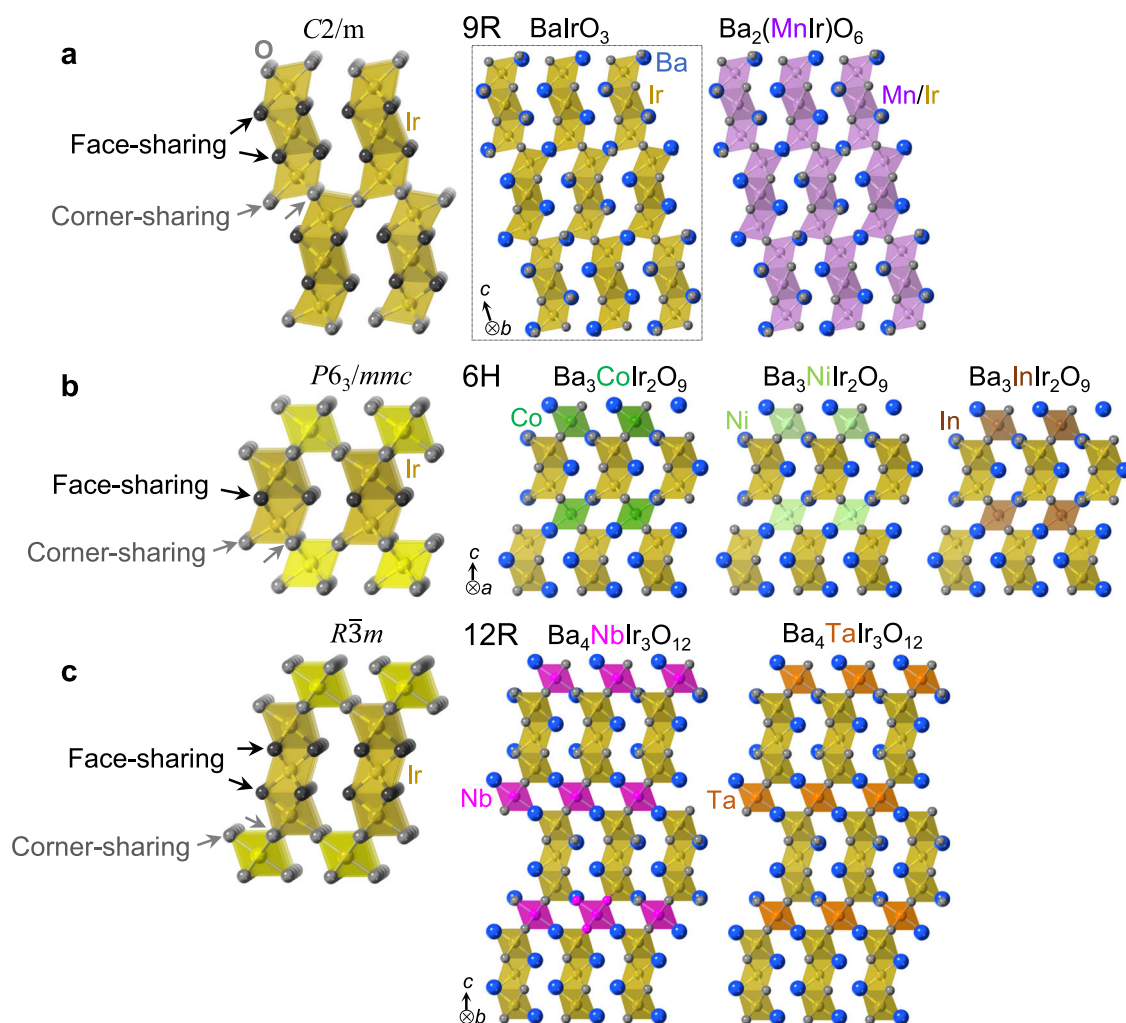 a
C2/m
O
Ir
Face-sharing
Corner-sharing
9R
BaIrO₃
Ba
Ir
c
b
Ba₂(MnIr)O₆
Mn/Ir
b
P6₃/mmc
Ir
Face-sharing
Corner-sharing
6H
Ba₃CoIr₂O₉
Co
c
a
Ba₃NiIr₂O₉
Ni
Ba₃InIr₂O₉
In
c
R3̅m
Face-sharing
Ir
Corner-sharing
12R
Ba₄NbIr₃O₁₂
Nb
c
b
Ba₄TaIr₃O₁₂
Ta